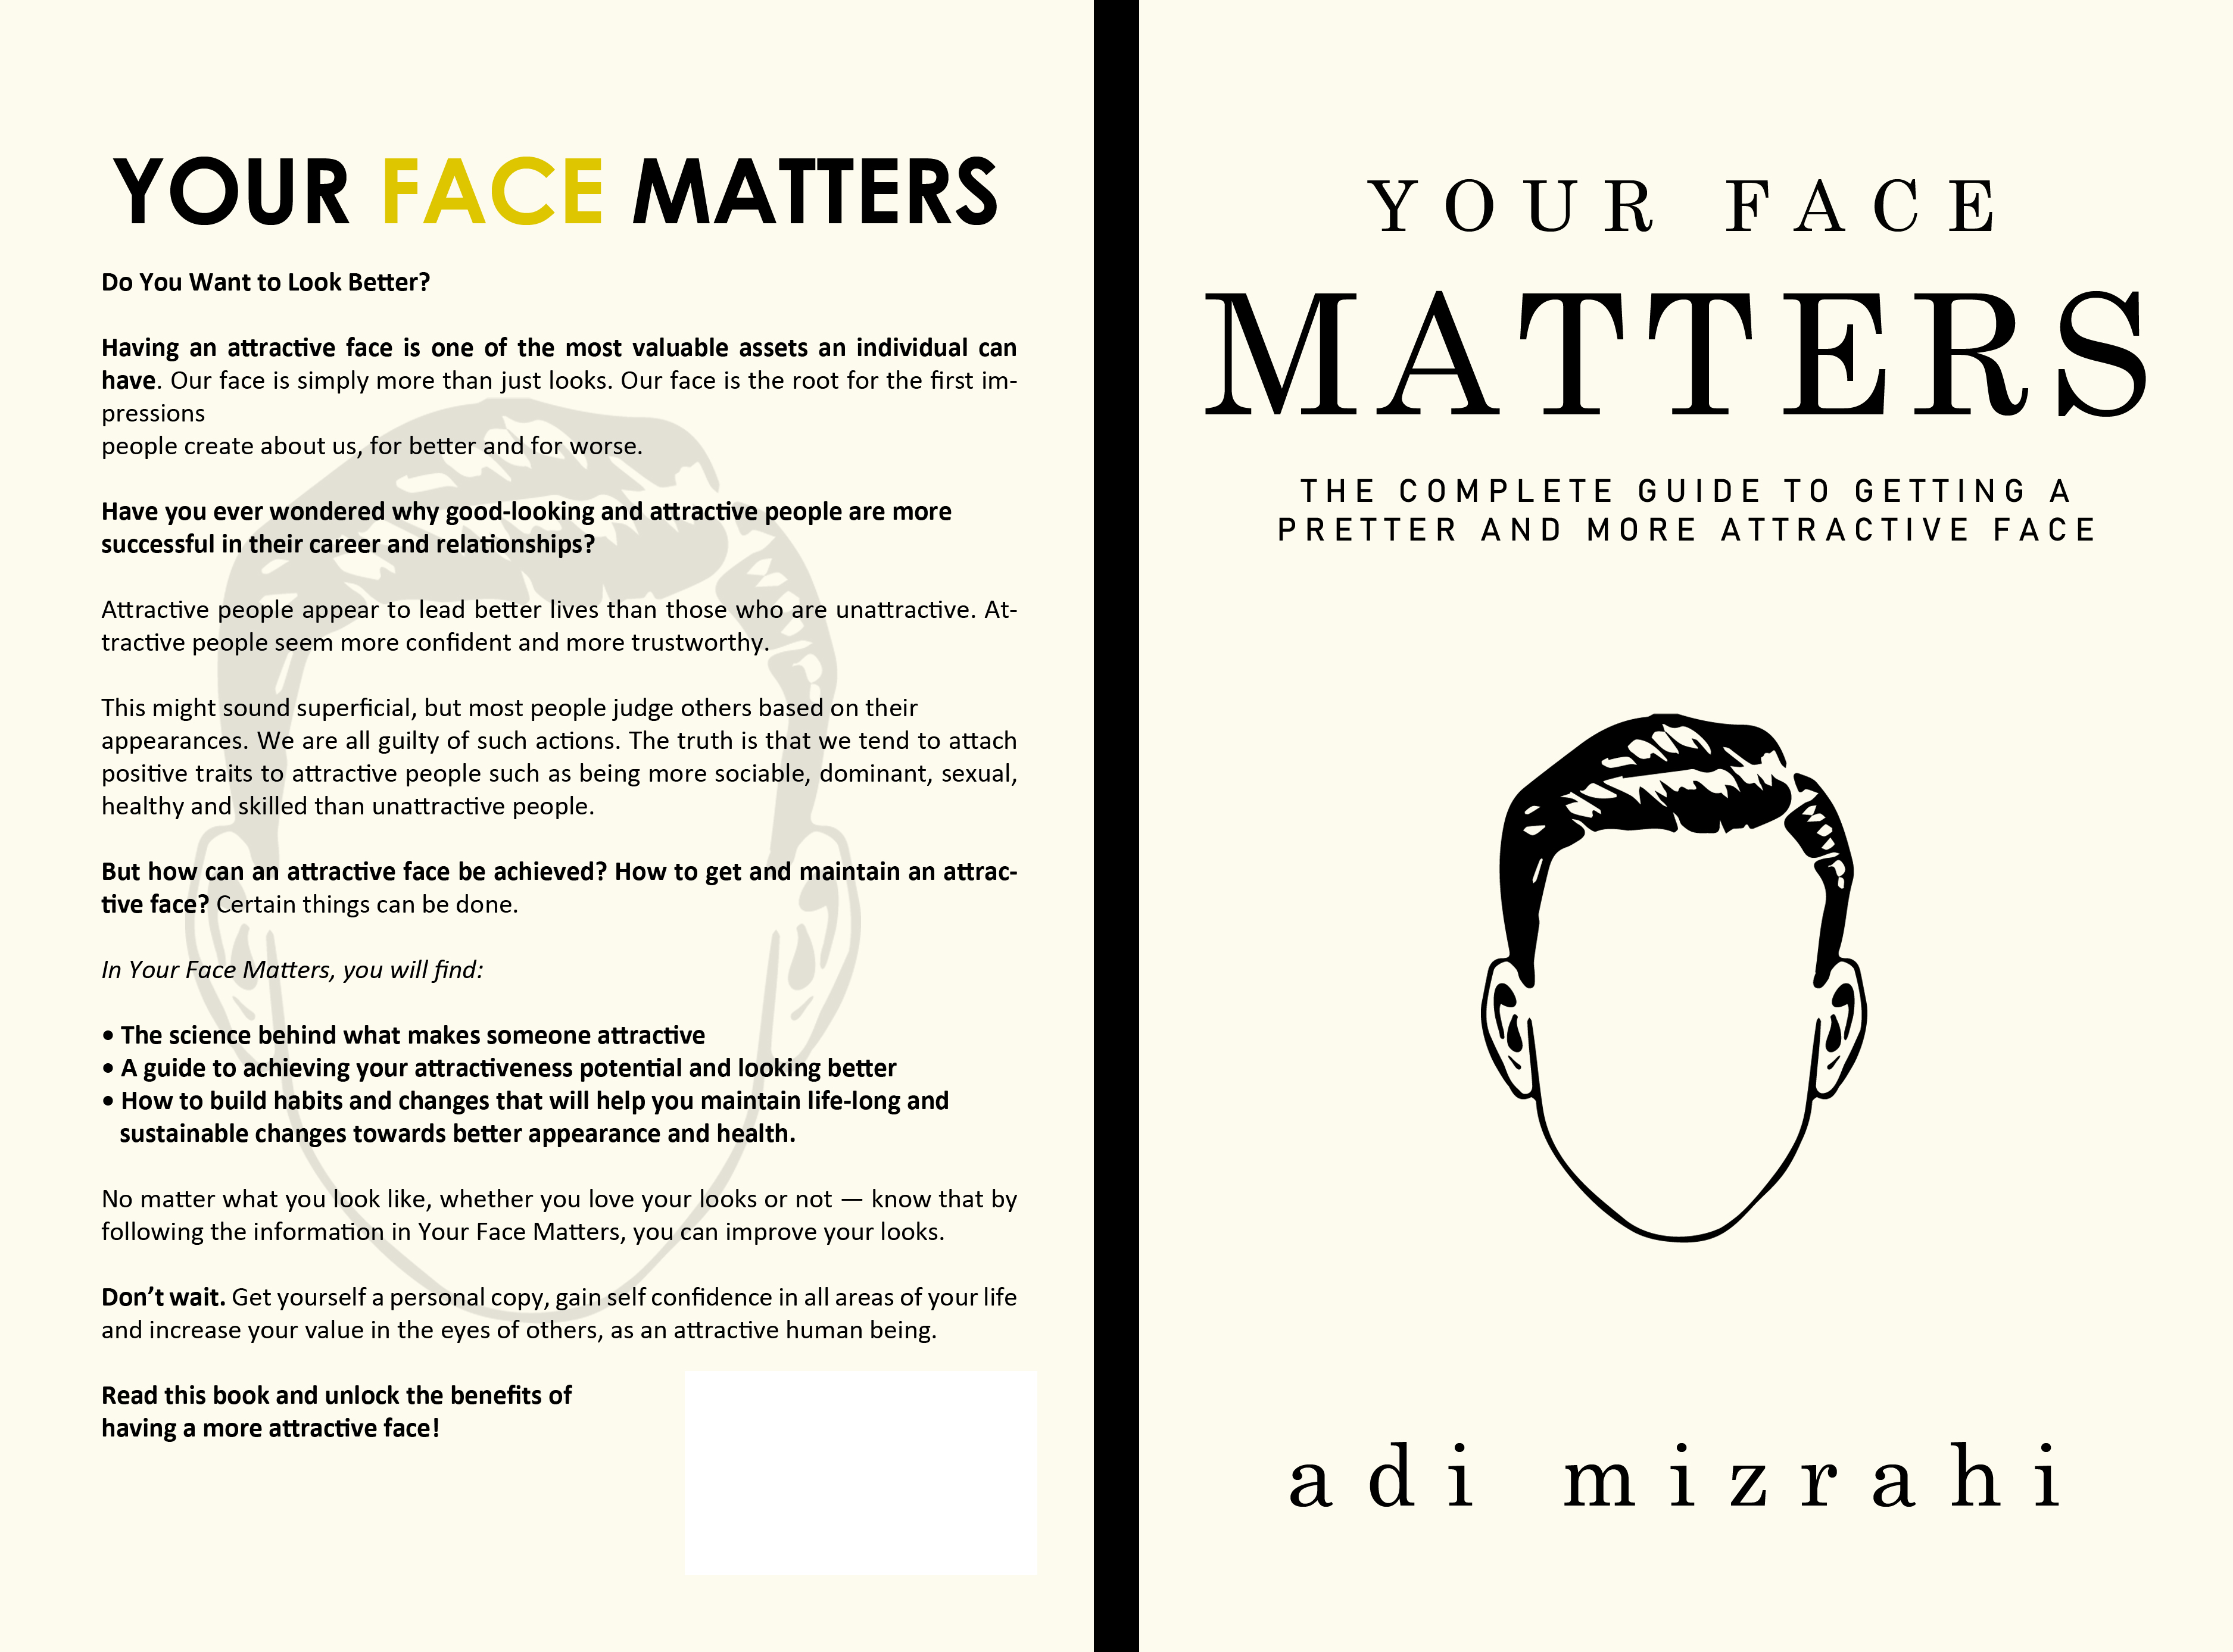 YOUR FACE MATTERS
Do You Want to Look Better?
Having an attractive face is one of the most valuable assets an individual can
have. Our face is simply more than just looks. Our face is the root for the first im-
pressions
people create about us, for better and for worse.
Have you ever wondered why good-looking and attractive people are more
successful in their career and relationships?
Attractive people appear to lead better lives than those who are unattractive. At-
tractive people seem more confident and more trustworthy.
This might sound superficial, but most people judge others based on their
appearances. We are all guilty of such actions. The truth is that we tend to attach
positive traits to attractive people such as being more sociable, dominant, sexual,
healthy and skilled than unattractive people.
But how can an attractive face be achieved? How to get and maintain an attrac-
tive face? Certain things can be done.
In Your Face Matters, you will find:
• The science behind what makes someone attractive
• A guide to achieving your attractiveness potential and looking better
• How to build habits and changes that will help you maintain life-long and
sustainable changes towards better appearance and health.
No matter what you look like, whether you love your looks or not — know that by
following the information in Your Face Matters, you can improve your looks.
Don’t wait. Get yourself a personal copy, gain self confidence in all areas of your life
and increase your value in the eyes of others, as an attractive human being.
Read this book and unlock the benefits of
having a more attractive face!
YOUR FACE
MATTERS
THE COMPLETE GUIDE TO GETTING A
PRETTER AND MORE ATTRACTIVE FACE
adi mizrahi